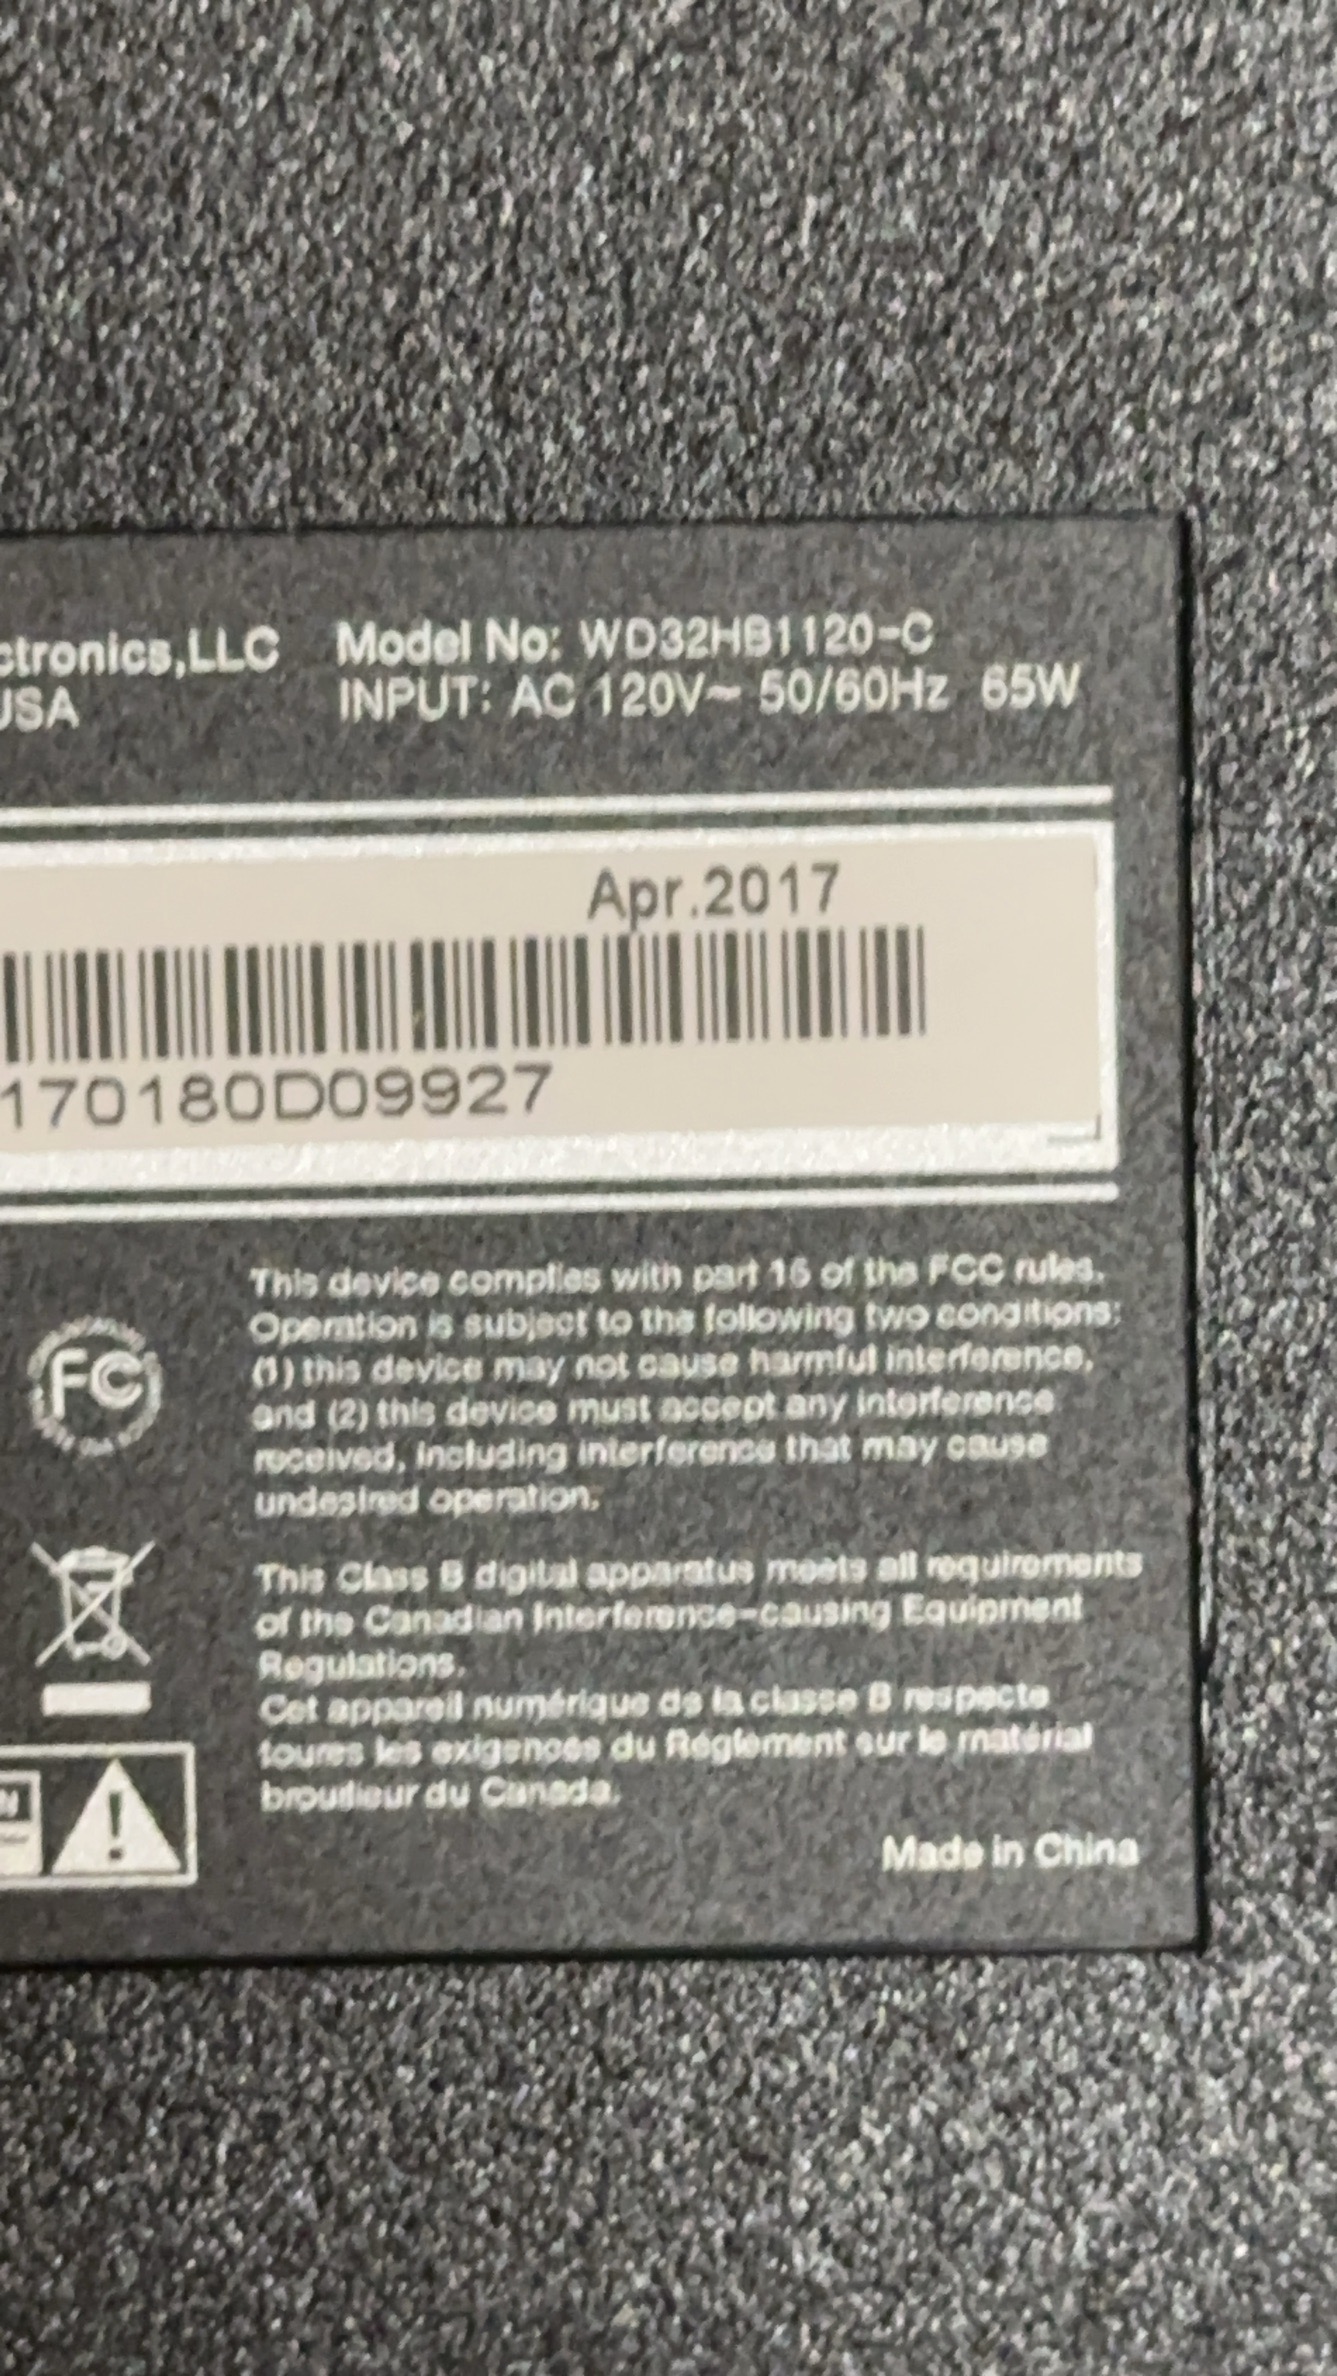 ctronics,LLC Model No: WD32HB1120-C
USA INPUT: AC 120V~ 50/60Hz 65W
Apr.2017
170180D09927
This device complies with part 15 of the FCC rules.
Operation is subject to the following two conditions:
(1) this device may not cause harmful interference,
and (2) this device must accept any interference
received, including interference that may cause
undesired operation.
FC
This Class B digital apparatus meets all requirements
of the Canadian Interference-causing Equipment
Regulations.
Cet appareil numérique de la classe B respecte
toures les exigences du Réglement sur le matérial
brouilleur du Canada.
Made in China